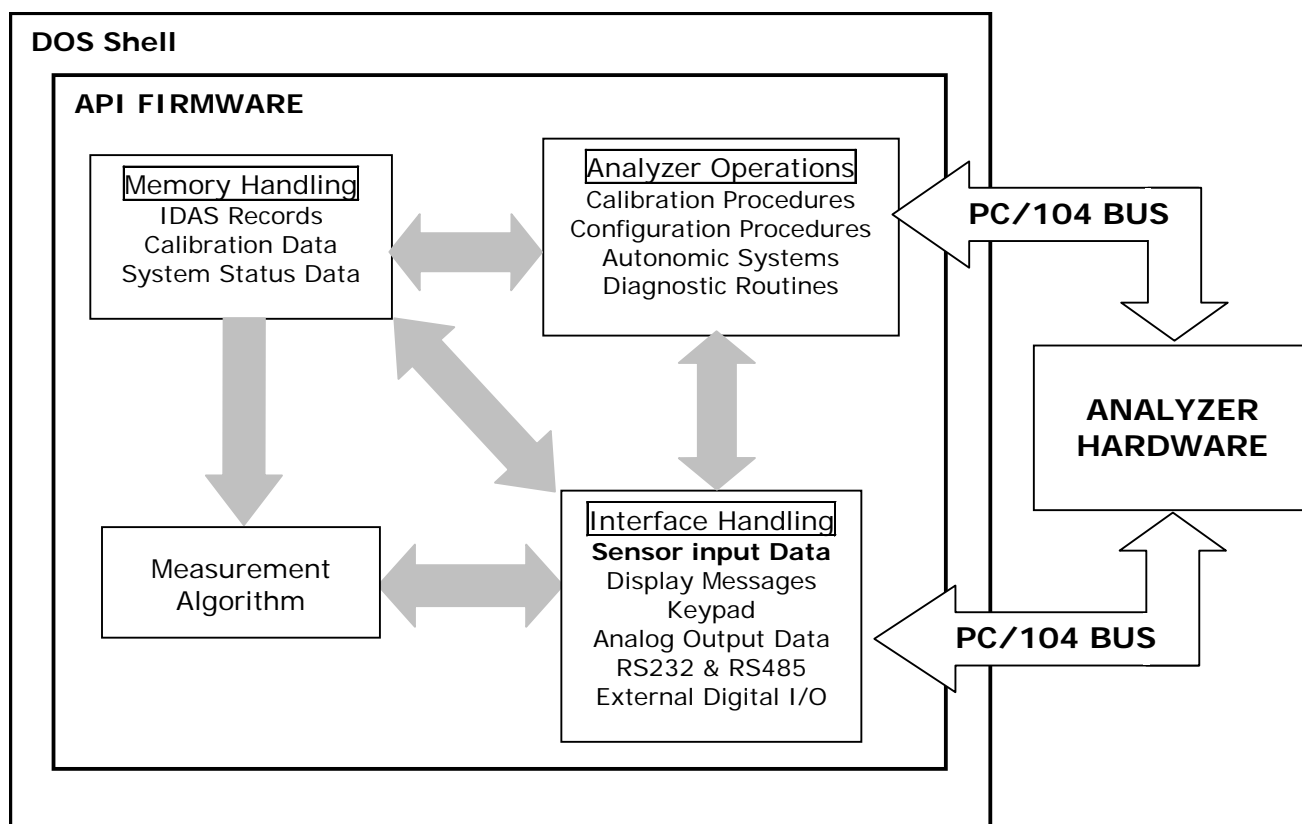 DOS Shell
API FIRMWARE
Memory Handling
IDAS Records
Calibration Data
System Status Data
Analyzer Operations
Calibration Procedures
Configuration Procedures
Autonomic Systems
Diagnostic Routines
PC/104 BUS
ANALYZER
HARDWARE
Measurement
Algorithm
Interface Handling
Sensor input Data
Display Messages
Keypad
Analog Output Data
RS232 & RS485
External Digital I/O
PC/104 BUS